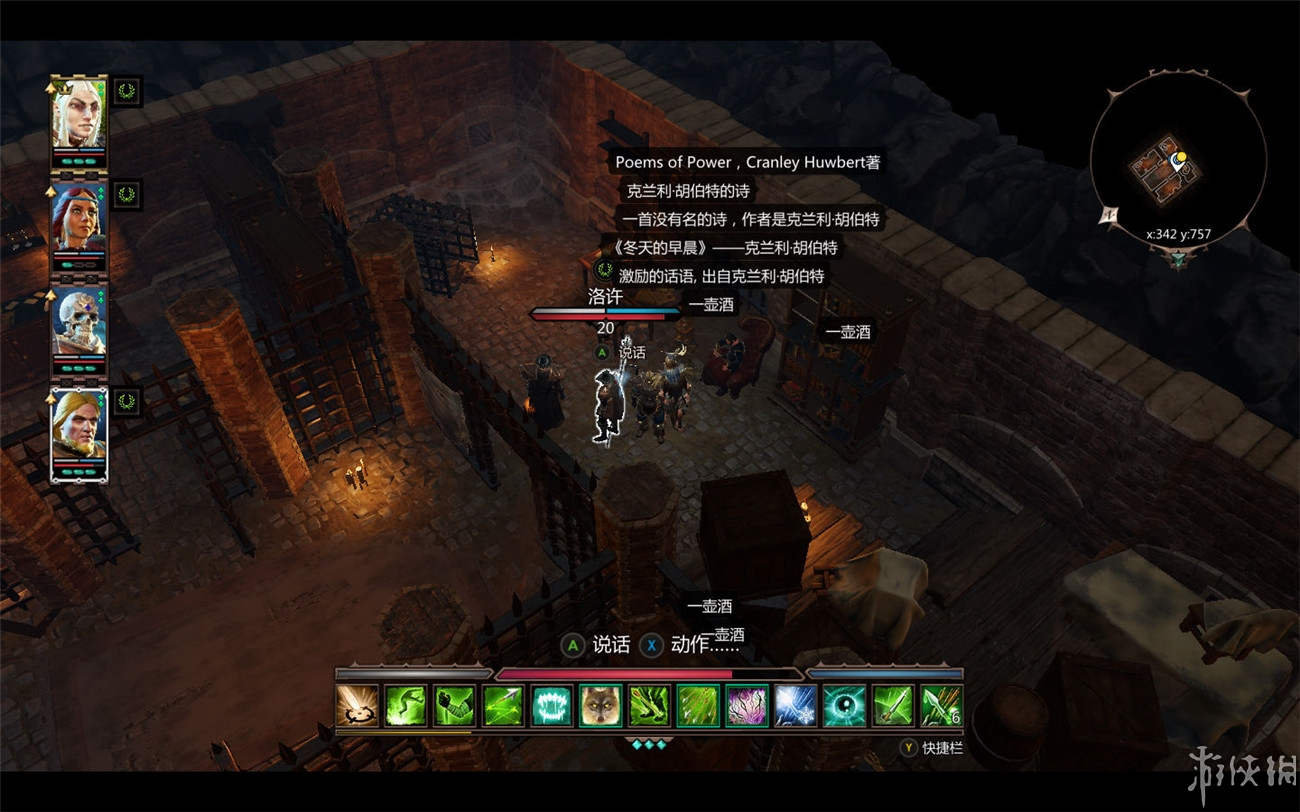 Poems of Power，Cranley Huwbert著
克兰利·胡伯特的诗
一首没有名的诗，作者是克兰利·胡伯特
《冬天的早晨》——克兰利·胡伯特
激励的话语, 出自克兰利·胡伯特
洛许
一壶酒
20
一壶酒
A 说话
x:342 y:757
一壶酒
一壶酒
A 说话 X 动作......
6
Y 快捷栏
游侠网